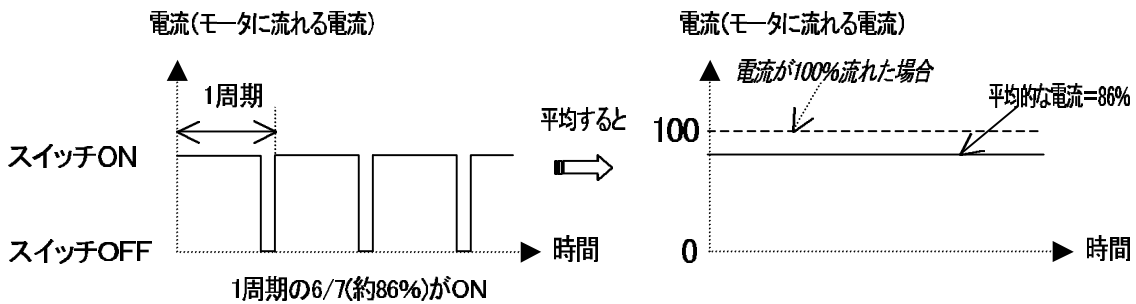 電流(モータに流れる電流)
1周期
スイッチON
スイッチOFF
時間
1周期の6/7(約86%)がON
平均すると
電流(モータに流れる電流)
電流が100%流れた場合
平均的な電流=86%
100
0
時間